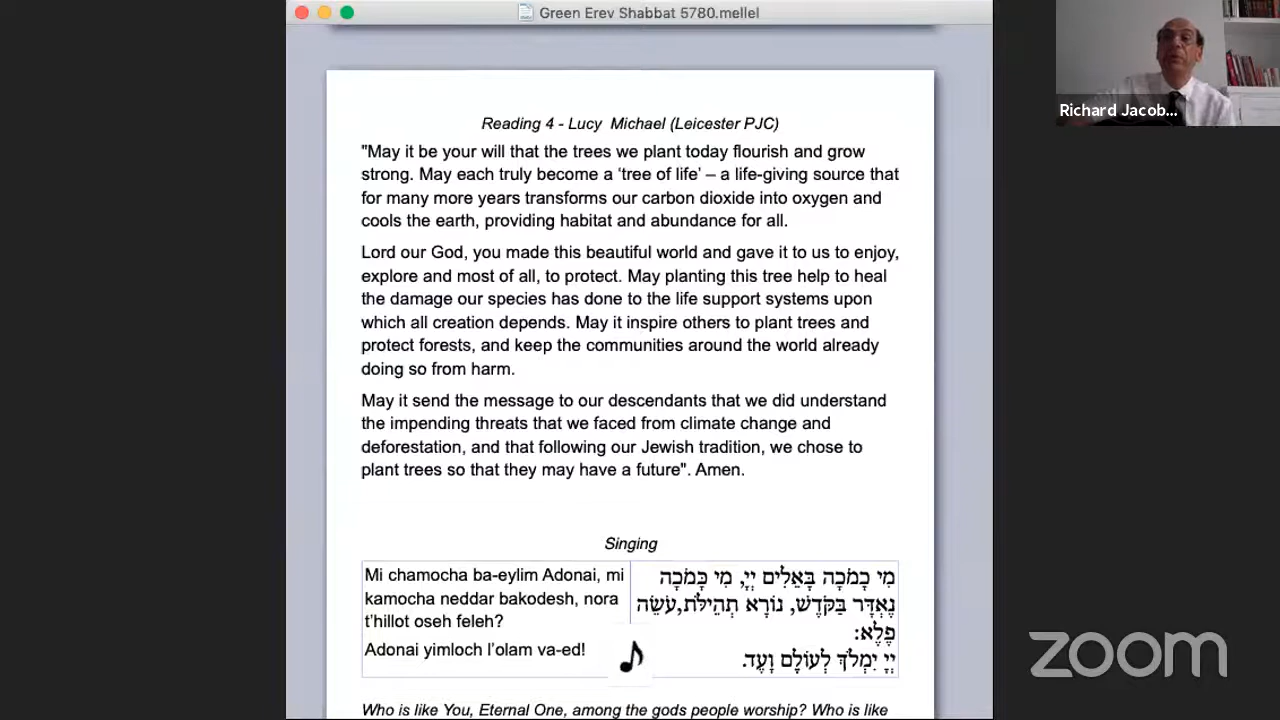 Green Erev Shabbat 5780.mellel
Richard Jacob...
Reading 4 - Lucy Michael (Leicester PJC)
"May it be your will that the trees we plant today flourish and grow
strong. May each truly become a ‘tree of life’ – a life-giving source that
for many more years transforms our carbon dioxide into oxygen and
cools the earth, providing habitat and abundance for all.
Lord our God, you made this beautiful world and gave it to us to enjoy,
explore and most of all, to protect. May planting this tree help to heal
the damage our species has done to the life support systems upon
which all creation depends. May it inspire others to plant trees and
protect forests, and keep the communities around the world already
doing so from harm.
May it send the message to our descendants that we did understand
the impending threats that we faced from climate change and
deforestation, and that following our Jewish tradition, we chose to
plant trees so that they may have a future". Amen.
Singing
Mi chamocha ba-eylim Adonai, mi
kamocha neddar bakodesh, nora
t’hillot oseh feleh?
Adonai yimloch l’olam va-ed!
מִי כָמֹכָה בָּאֵלִים יְיָ, מִי כָּמֹכָה
נֶאְדָּר בַּקֹּדֶשׁ, נוֹרָא תְהִילֹּת,עֹשֵׂה
פֶלֶא:
יְיָ יִמְלֹךְ לְעוֹלָם וָעֶד.
Who is like You, Eternal One, among the gods people worship? Who is like
zoom